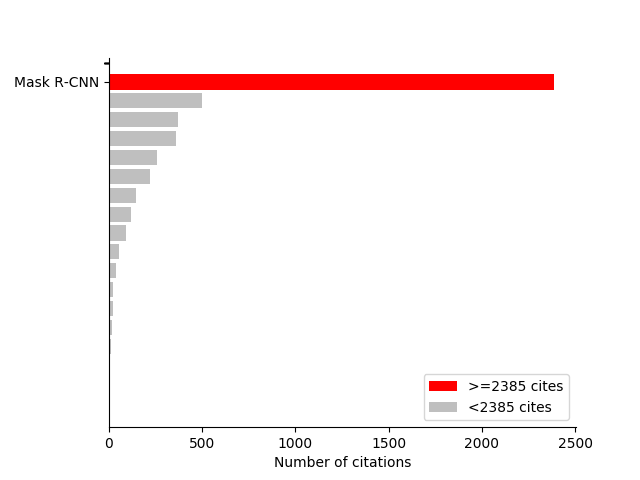 Mask R-CNN
>=2385 cites
<2385 cites
0 500 1000 1500 2000 2500
Number of citations